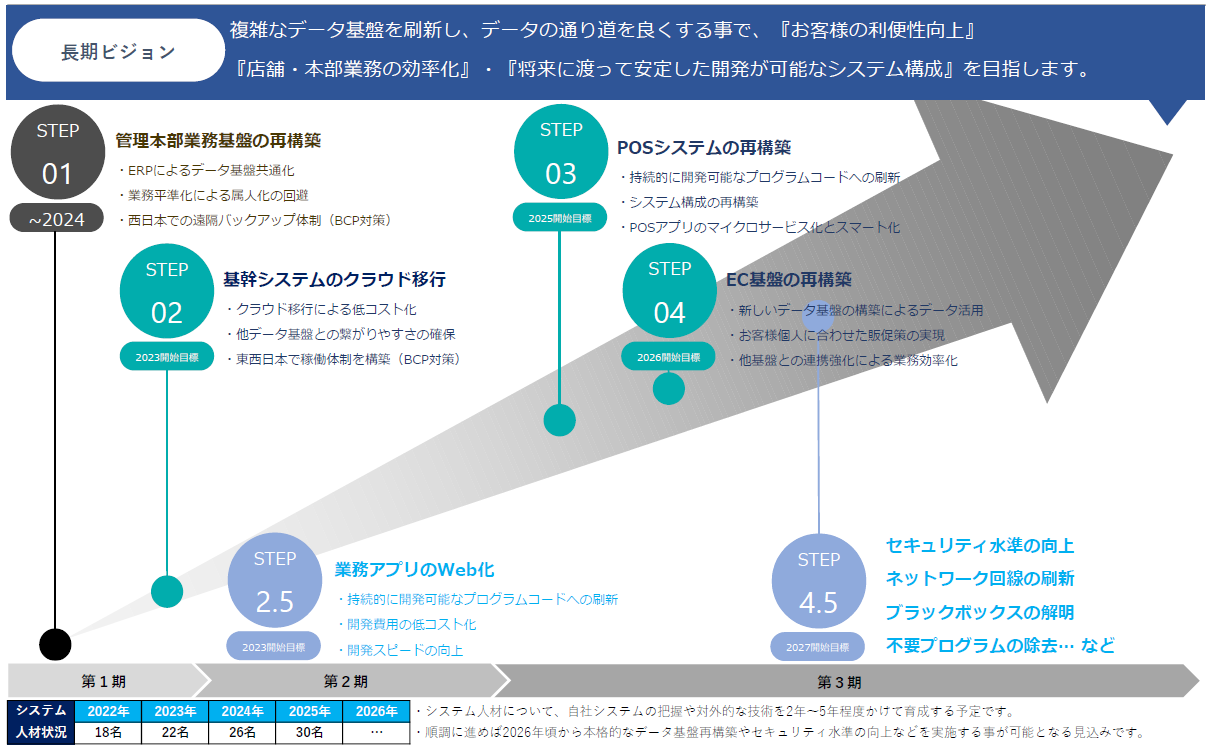 長期ビジョン
複雑なデータ基盤を刷新し、データの通り道を良くする事で、『お客様の利便性向上』
『店舗・本部業務の効率化』・『将来に渡って安定した開発が可能なシステム構成』を目指します。
STEP
01
~2024
管理本部業務基盤の再構築
・ERPによるデータ基盤共通化
・業務平準化による属人化の回避
・西日本での遠隔バックアップ体制（BCP対策）
STEP
02
2023開始目標
基幹システムのクラウド移行
・クラウド移行による低コスト化
・他データ基盤との繋がりやすさの確保
・東西日本で稼働体制を構築（BCP対策）
STEP
03
2025開始目標
POSシステムの再構築
・持続的に開発可能なプログラムコードへの刷新
・システム構成の再構築
・POSアプリのマイクロサービス化とスマート化
STEP
04
2026開始目標
EC基盤の再構築
・新しいデータ基盤の構築によるデータ活用
・お客様個人に合わせた販促策の実現
・他基盤との連携強化による業務効率化
STEP
2.5
2023開始目標
業務アプリのWeb化
・持続的に開発可能なプログラムコードへの刷新
・開発費用の低コスト化
・開発スピードの向上
STEP
4.5
2027開始目標
セキュリティ水準の向上
ネットワーク回線の刷新
ブラックボックスの解明
不要プログラムの除去… など
第１期 第２期 第３期
システム 2022年 2023年 2024年 2025年 2026年
人材状況 18名 22名 26名 30名 …
・システム人材について、自社システムの把握や対外的な技術を2年～5年程度かけて育成する予定です。
・順調に進めば2026年頃から本格的なデータ基盤再構築やセキュリティ水準の向上などを実施する事が可能となる見込みです。